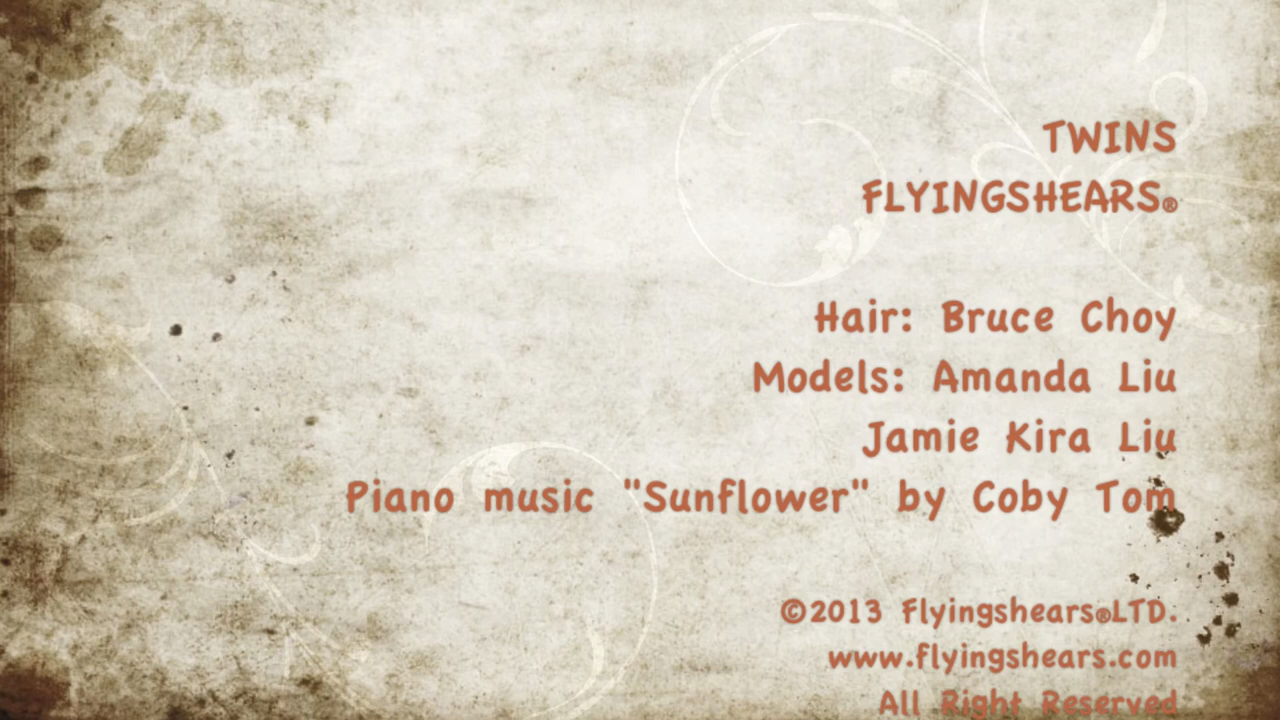 TWINS
FLYINGSHEARS®
Hair: Bruce Choy
Models: Amanda Liu
Jamie Kira Liu
Piano music "Sunflower" by Coby Tom
©2013 Flyingshears®LTD.
www.flyingshears.com
All Right Reserved